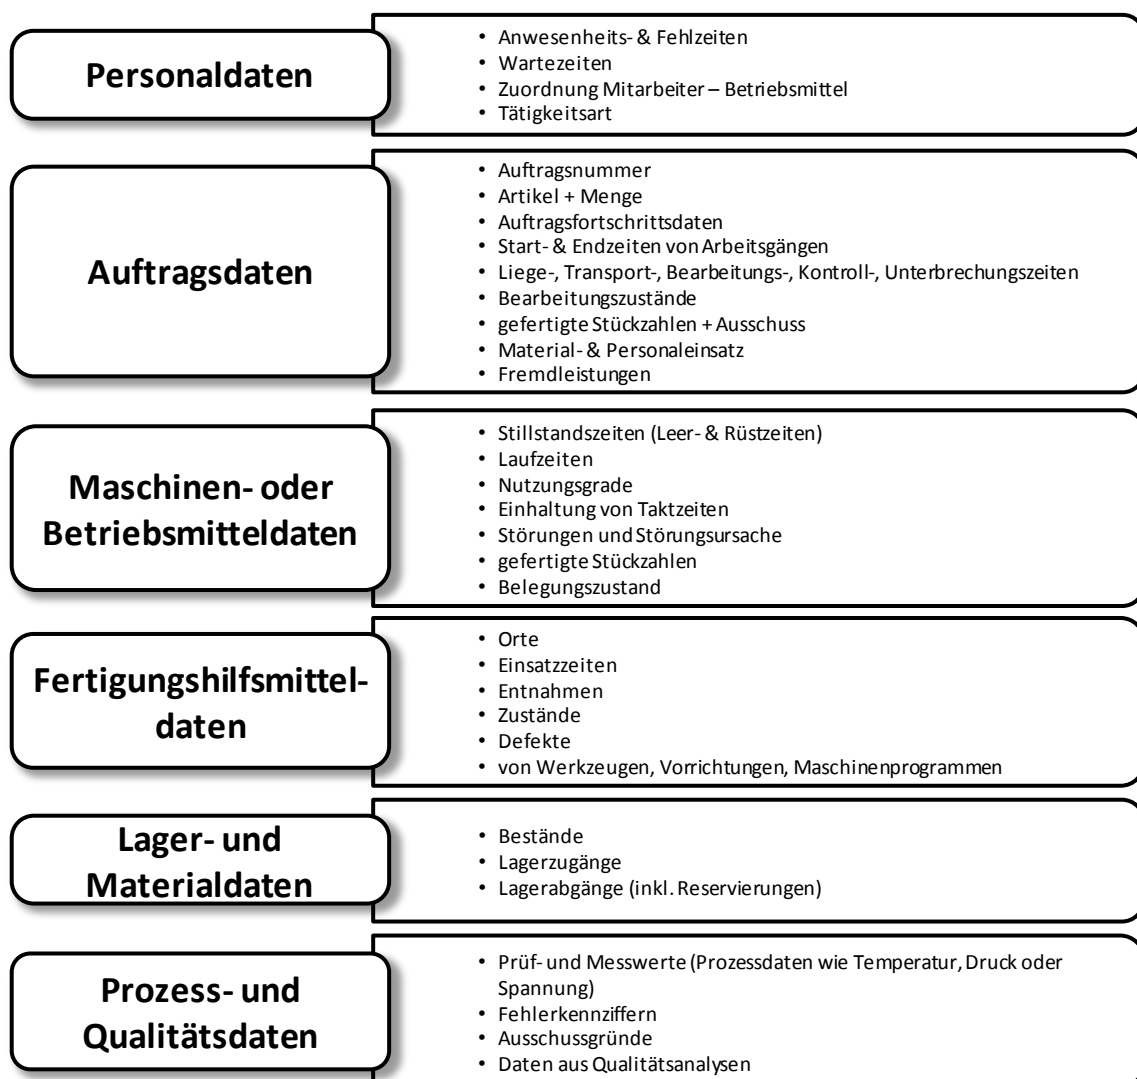 Personaldaten
• Anwesenheits- & Fehlzeiten
• Wartezeiten
• Zuordnung Mitarbeiter – Betriebsmittel
• Tätigkeitsart
Auftragsdaten
• Auftragsnummer
• Artikel + Menge
• Auftragsfortschrittsdaten
• Start- & Endzeiten von Arbeitsgängen
• Liege-, Transport-, Bearbeitungs-, Kontroll-, Unterbrechungszeiten
• Bearbeitungszustände
• gefertigte Stückzahlen + Ausschuss
• Material- & Personaleinsatz
• Fremdleistungen
Maschinen- oder
Betriebsmitteldaten
• Stillstandszeiten (Leer- & Rüstzeiten)
• Laufzeiten
• Nutzungsgrade
• Einhaltung von Taktzeiten
• Störungen und Störungsursache
• gefertigte Stückzahlen
• Belegungszustand
Fertigungshilfsmittel-
daten
• Orte
• Einsatzzeiten
• Entnahmen
• Zustände
• Defekte
• von Werkzeugen, Vorrichtungen, Maschinenprogrammen
Lager- und
Materialdaten
• Bestände
• Lagerzugänge
• Lagerabgänge (inkl. Reservierungen)
Prozess- und
Qualitätsdaten
• Prüf- und Messwerte (Prozessdaten wie Temperatur, Druck oder
Spannung)
• Fehlerkennziffern
• Ausschussgründe
• Daten aus Qualitätsanalysen